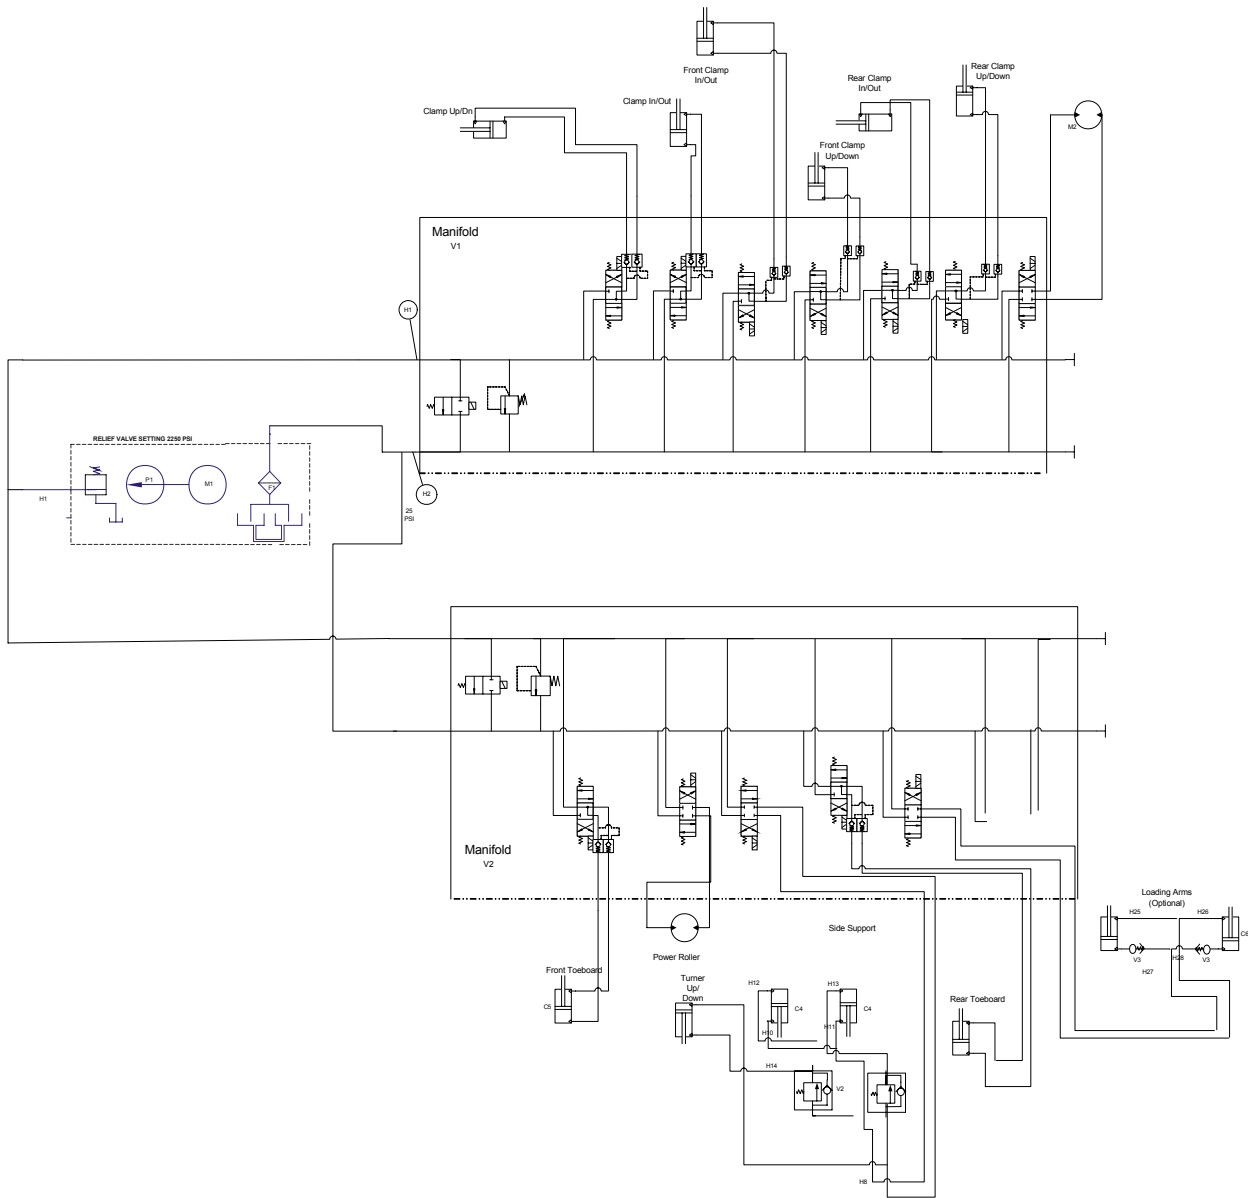 Front Clamp
In/Out
Rear Clamp
Up/Down
Rear Clamp
In/Out
Clamp In/Out
Clamp Up/Dn
M2
Front Clamp
Up/Down
Manifold
V1
H1
RELIEF VALVE SETTING 2250 PSI
P1
M1
F1
H1
H2
25
PSI
Manifold
V2
Loading Arms
(Optional)
H25
H26
C6
V3
H28
V3
H27
Side Support
Power Roller
Front Toeboard
C5
Turner
Up/
Down
H12
H13
C4
C4
H10
H11
Rear Toeboard
H14
V2
H8